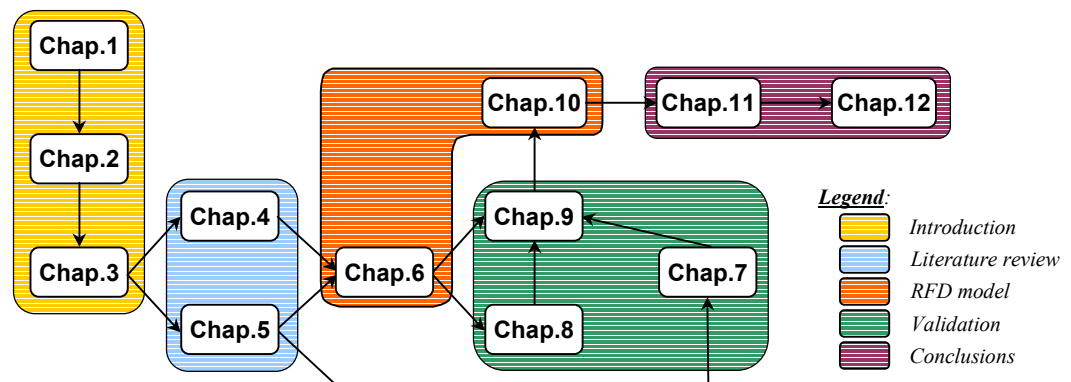 Chap.1
Chap.2
Chap.3
Chap.4
Chap.5
Chap.6
Chap.10
Chap.11
Chap.12
Chap.9
Chap.7
Chap.8
Legend:
Introduction
Literature review
RFD model
Validation
Conclusions